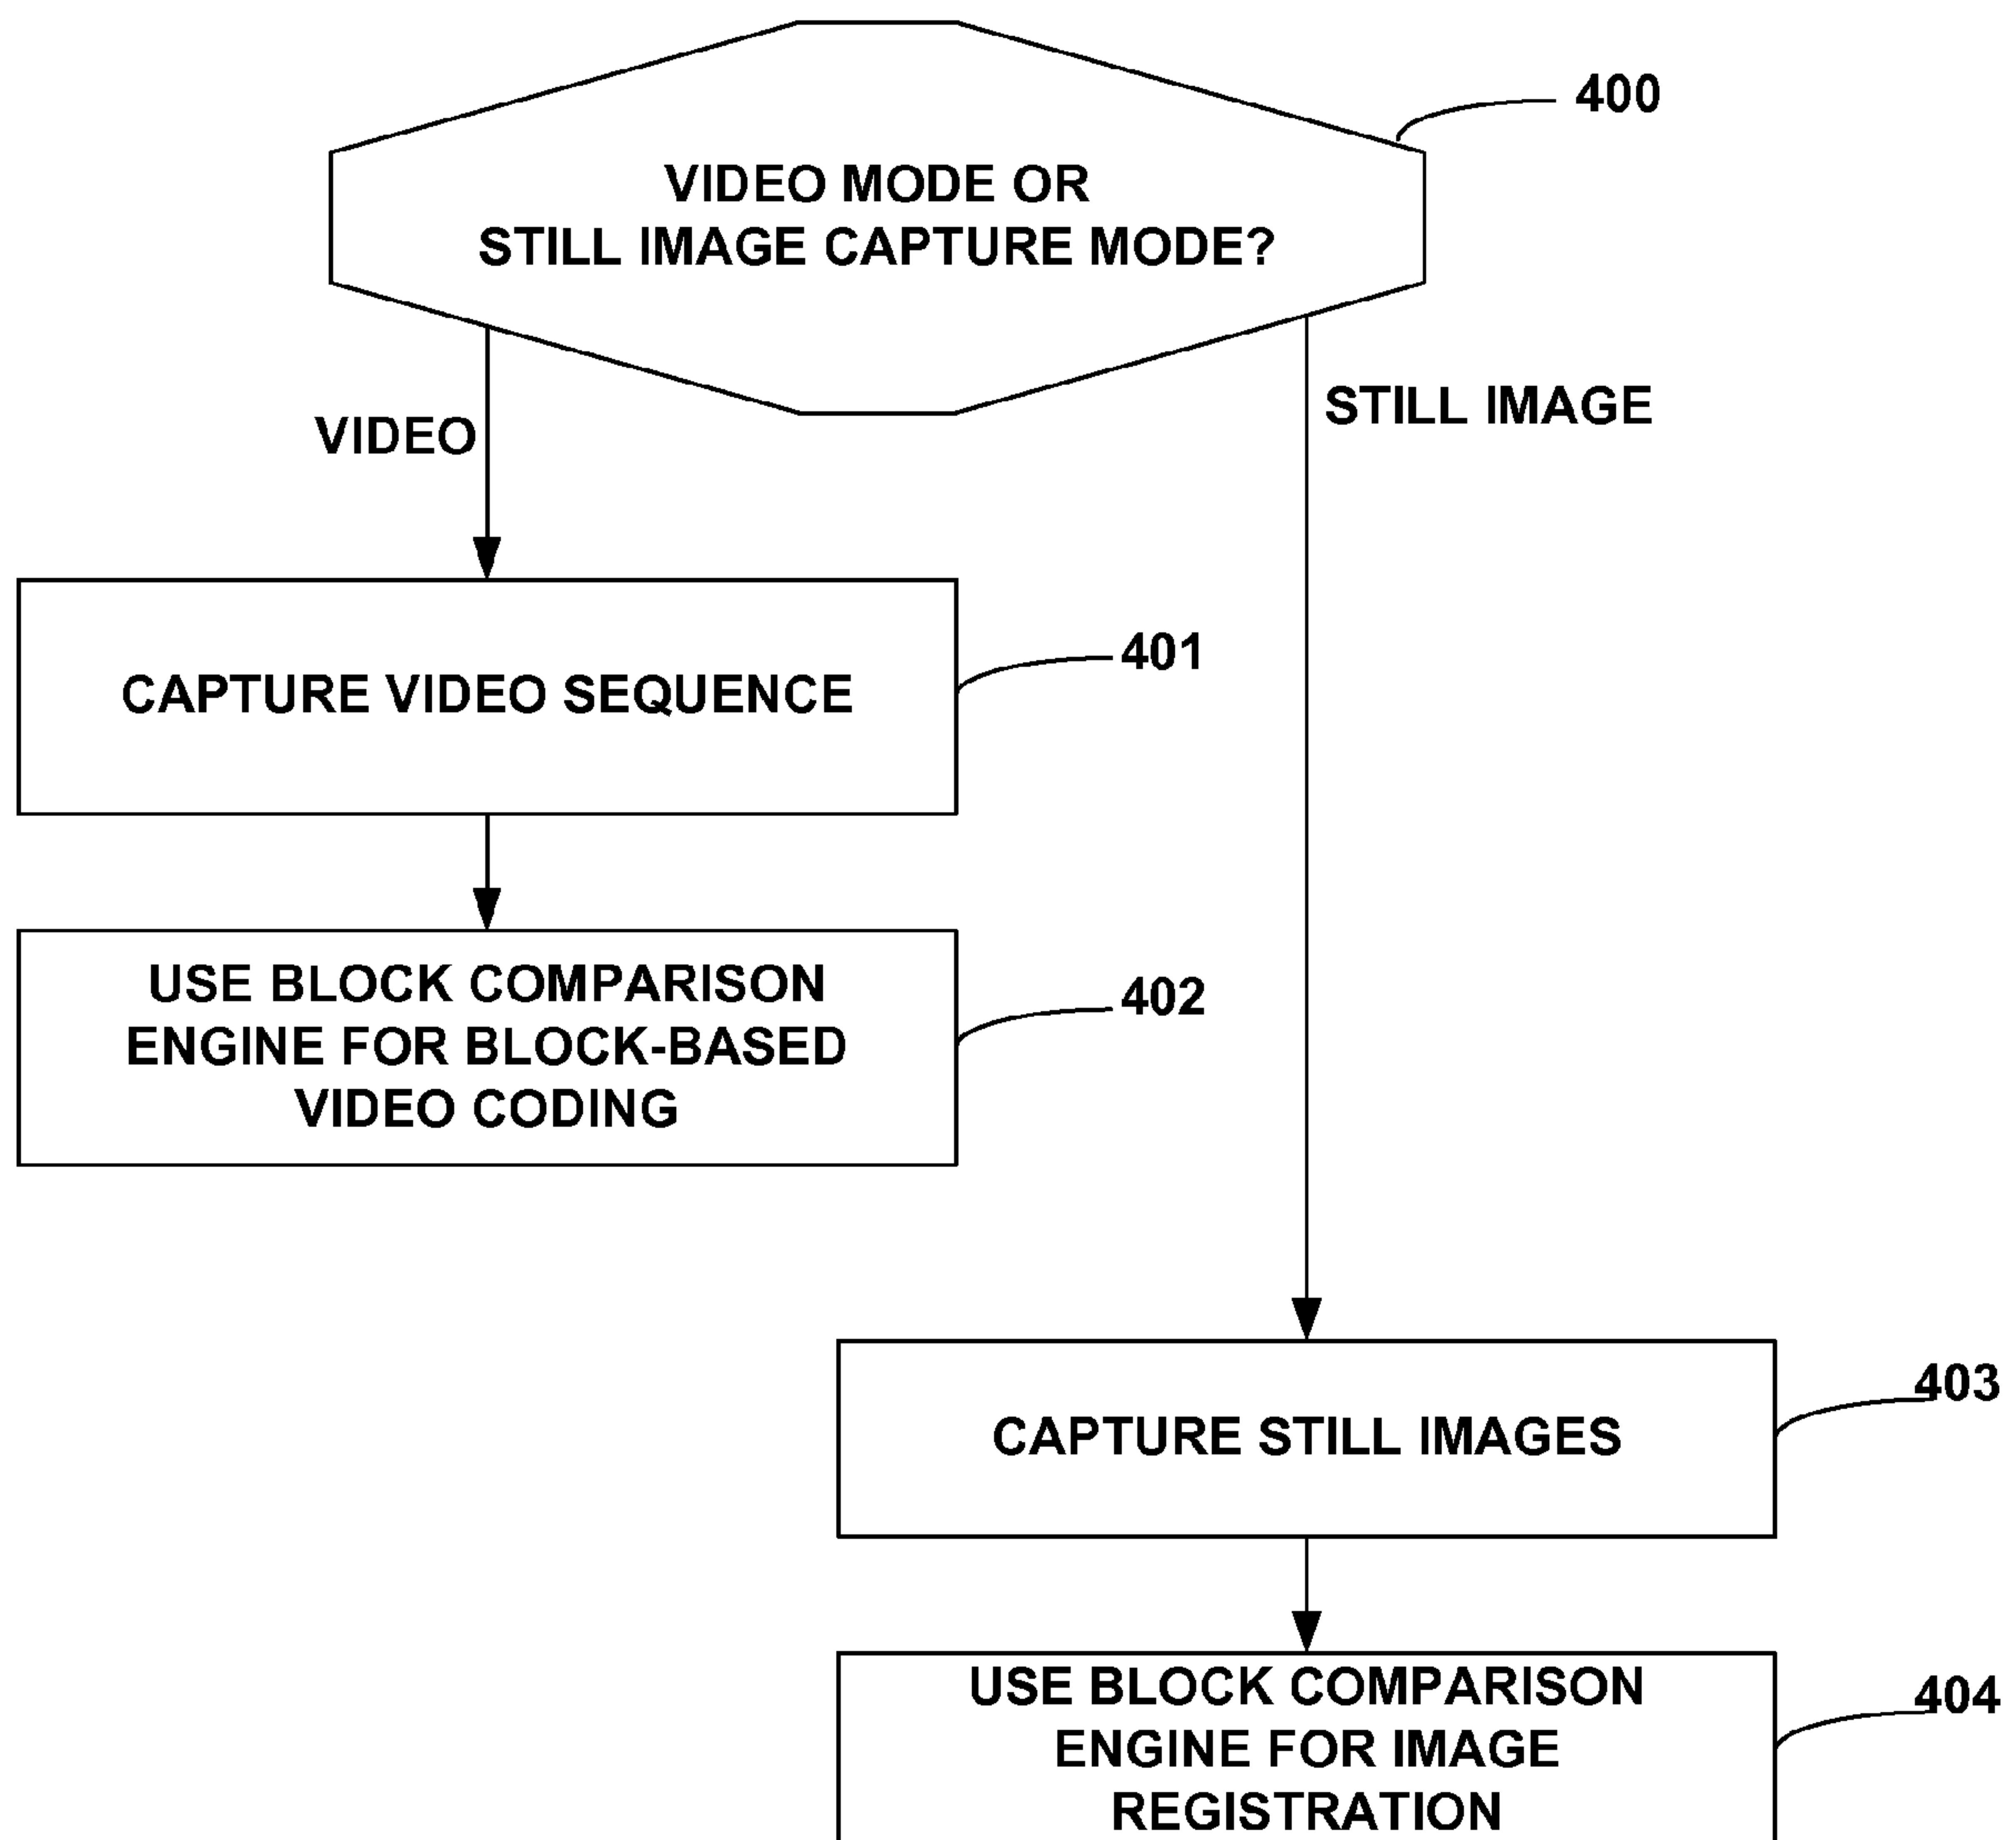 400
VIDEO MODE OR
STILL IMAGE CAPTURE MODE?
VIDEO
STILL IMAGE
CAPTURE VIDEO SEQUENCE
401
USE BLOCK COMPARISON
ENGINE FOR BLOCK-BASED
VIDEO CODING
402
CAPTURE STILL IMAGES
403
USE BLOCK COMPARISON
ENGINE FOR IMAGE
REGISTRATION
404